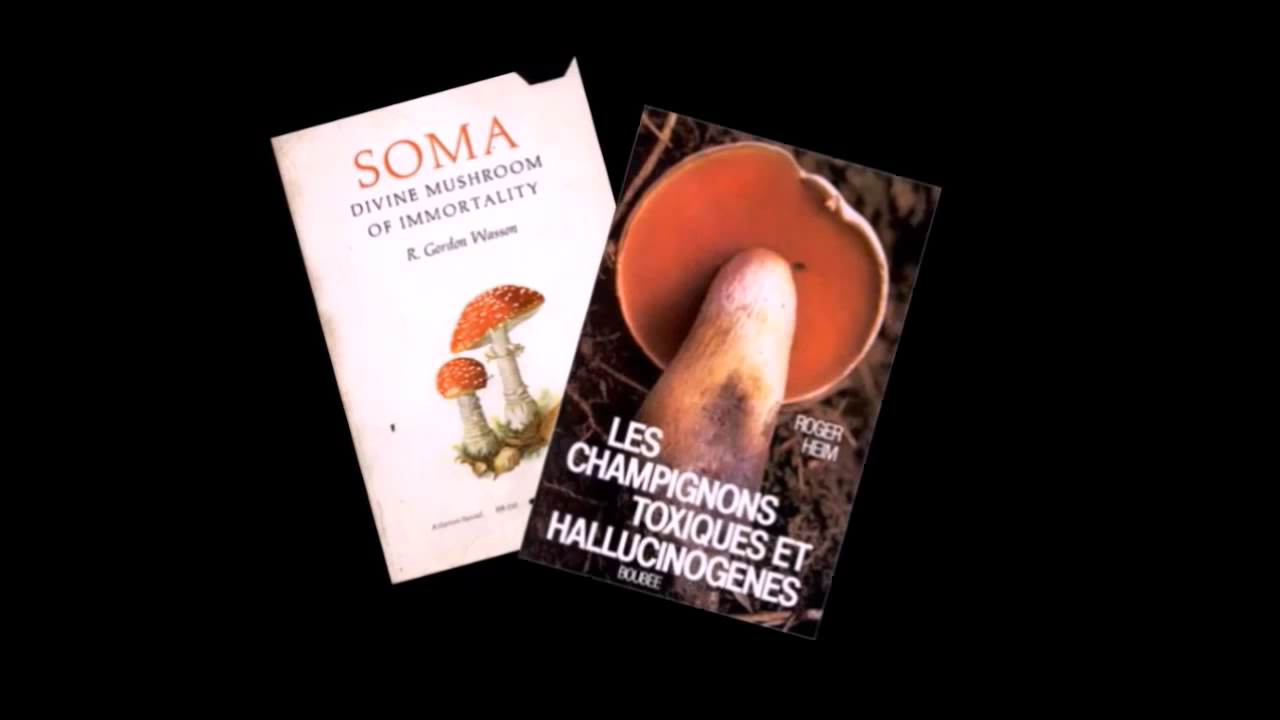 SOMA
DIVINE MUSHROOM
OF IMMORTALITY
R. Gordon Wasson
ROGER
HEIM
LES
CHAMPIGNONS
TOXIQUES ET
HALLUCINOGENES
BOUBEE